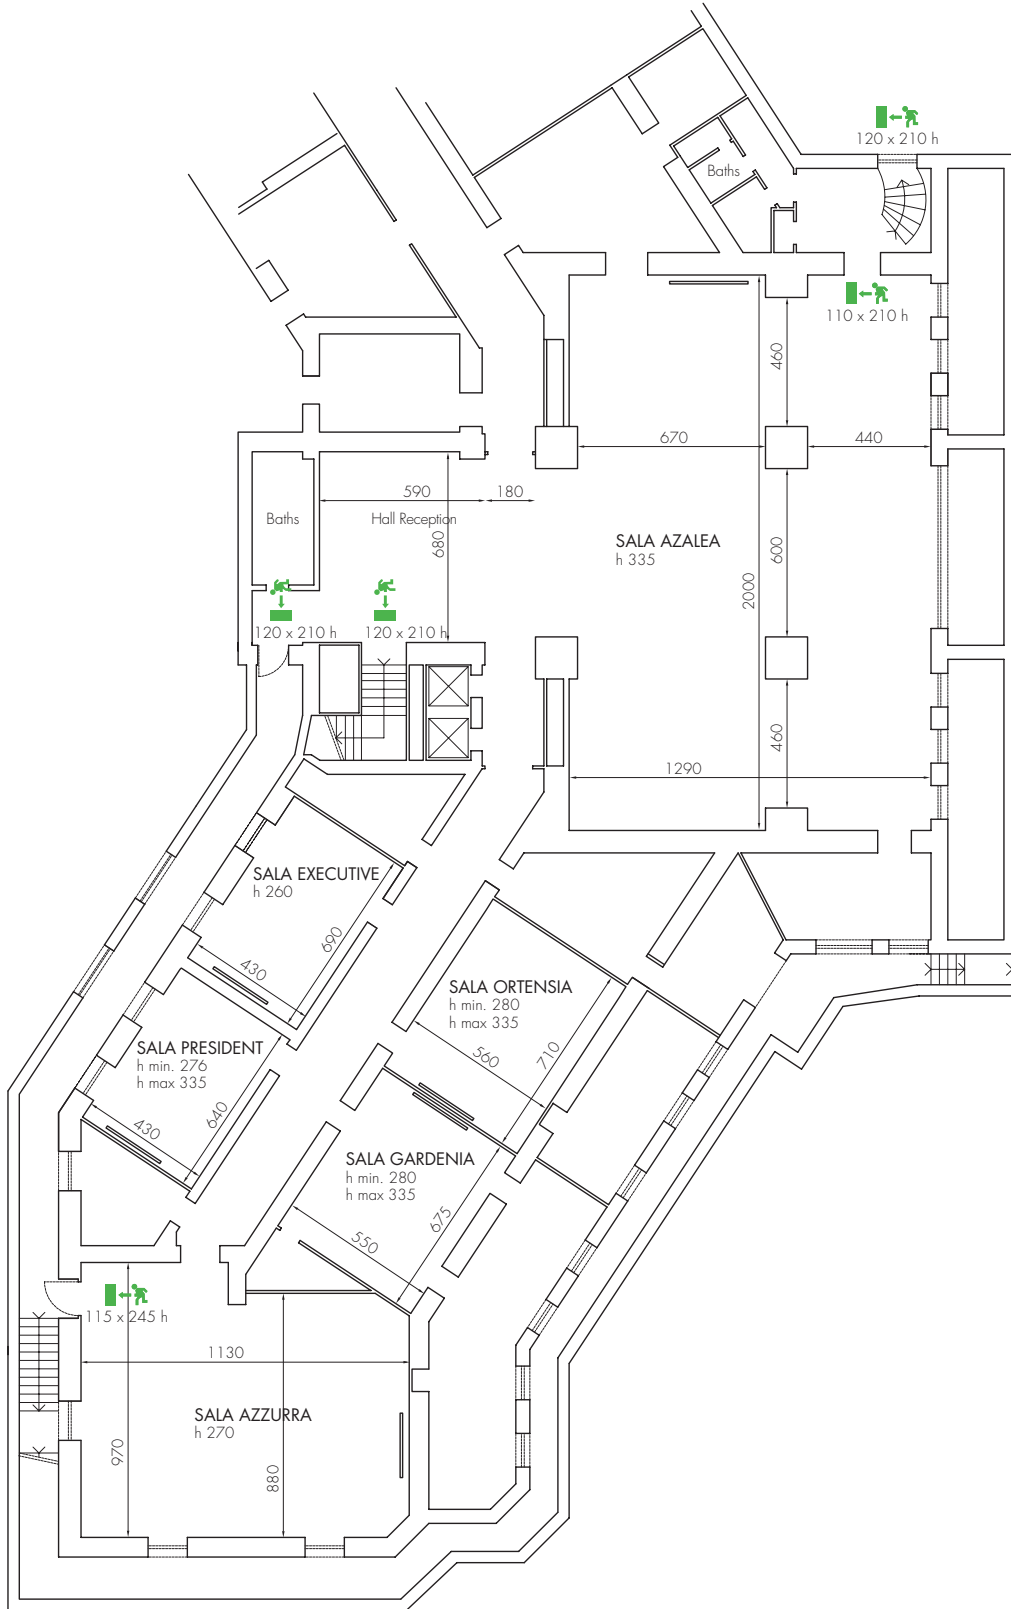 120 x 210 h
Baths
110 x 210 h
460
670
440
590
180
Baths
Hall Reception
680
SALA AZALEA
h 335
600
2000
120 x 210 h
120 x 210 h
460
1290
SALA EXECUTIVE
h 260
690
430
SALA ORTENSIA
h min. 280
h max 335
SALA PRESIDENT
h min. 276
h max 335
560
710
640
430
SALA GARDENIA
h min. 280
h max 335
675
550
115 x 245 h
1130
SALA AZZURRA
h 270
970
880